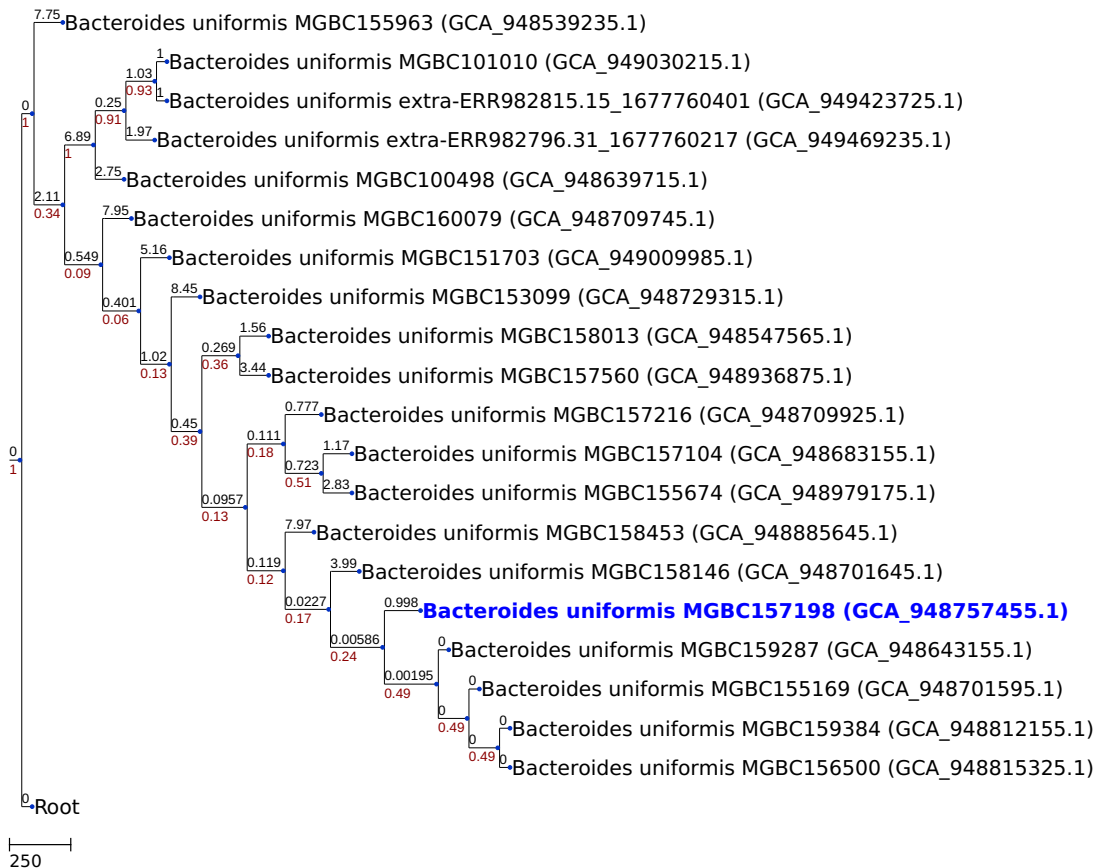 7.75
Bacteroides uniformis MGBC155963 (GCA_948539235.1)
1
Bacteroides uniformis MGBC101010 (GCA_949030215.1)
1.03
0.93
1
Bacteroides uniformis extra-ERR982815.15_1677760401 (GCA_949423725.1)
0.25
0.91
0
1
1.97
Bacteroides uniformis extra-ERR982796.31_1677760217 (GCA_949469235.1)
6.89
1
2.75
Bacteroides uniformis MGBC100498 (GCA_948639715.1)
2.11
0.34
7.95
Bacteroides uniformis MGBC160079 (GCA_948709745.1)
0.549
0.09
5.16
Bacteroides uniformis MGBC151703 (GCA_949009985.1)
0.401
0.06
8.45
Bacteroides uniformis MGBC153099 (GCA_948729315.1)
1.02
0.13
1.56
Bacteroides uniformis MGBC158013 (GCA_948547565.1)
0.269
0.36
3.44
Bacteroides uniformis MGBC157560 (GCA_948936875.1)
0.45
0.39
0.777
Bacteroides uniformis MGBC157216 (GCA_948709925.1)
0.111
0.18
1.17
Bacteroides uniformis MGBC157104 (GCA_948683155.1)
0
1
0.723
0.51
2.83
Bacteroides uniformis MGBC155674 (GCA_948979175.1)
0.0957
0.13
7.97
Bacteroides uniformis MGBC158453 (GCA_948885645.1)
0.119
0.12
3.99
Bacteroides uniformis MGBC158146 (GCA_948701645.1)
0.0227
0.17
0.998
Bacteroides uniformis MGBC157198 (GCA_948757455.1)
0.00586
0.24
0
Bacteroides uniformis MGBC159287 (GCA_948643155.1)
0.00195
0.49
0
Bacteroides uniformis MGBC155169 (GCA_948701595.1)
0
0.49
0
Bacteroides uniformis MGBC159384 (GCA_948812155.1)
0
0.49
0
Bacteroides uniformis MGBC156500 (GCA_948815325.1)
0
Root
250